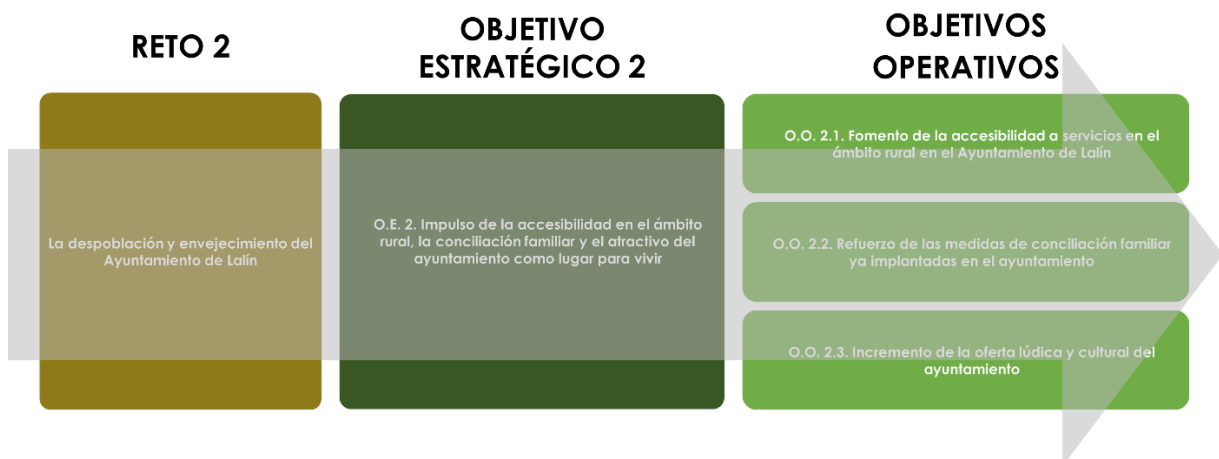 RETO 2
OBJETIVO
ESTRATÉGICO 2
OBJETIVOS
OPERATIVOS
La despoblación y envejecimiento del
Ayuntamiento de Lalín
O.E. 2. Impulso de la accesibilidad en el ámbito
rural, la conciliación familiar y el atractivo del
ayuntamiento como lugar para vivir
O.O. 2.1. Fomento de la accesibilidad a servicios en el
ámbito rural en el Ayuntamiento de Lalín
O.O. 2.2. Refuerzo de las medidas de conciliación familiar
ya implantadas en el ayuntamiento
O.O. 2.3. Incremento de la oferta lúdica y cultural del
ayuntamiento